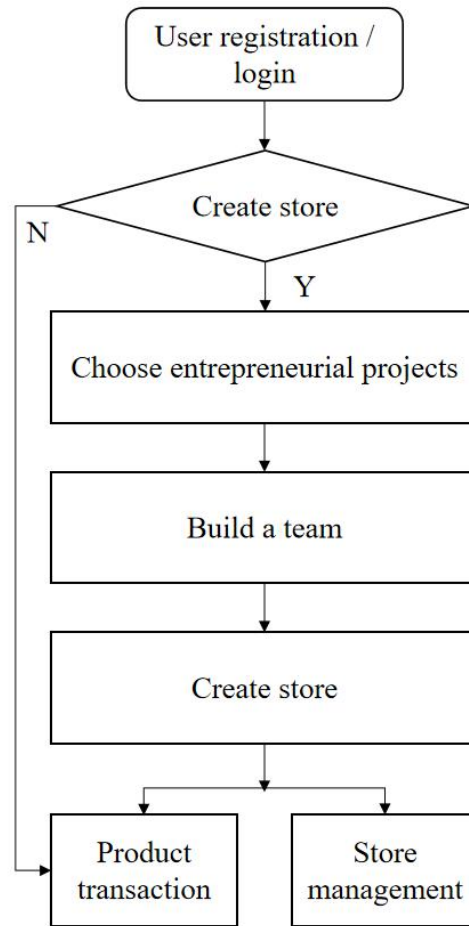 User registration /
login
Create store
N
Y
Choose entrepreneurial projects
Build a team
Create store
Product
transaction
Store
management